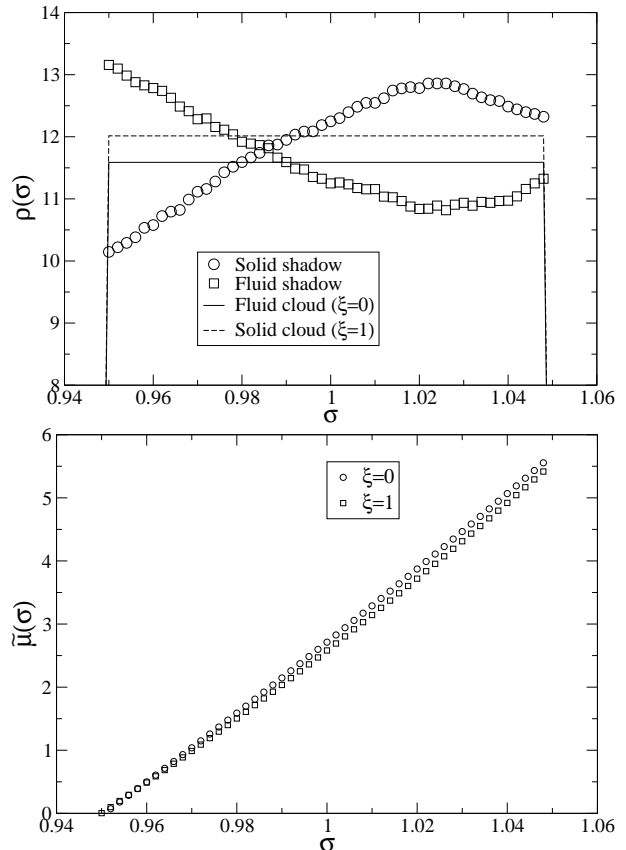 14
13
12
11
10
9
8
ρ(σ)
Solid shadow
Fluid shadow
Fluid cloud (ξ=0)
Solid cloud (ξ=1)
0.94 0.96 0.98 1 1.02 1.04 1.06
σ
6
5
4
3
2
1
0
μ̃(σ)
ξ=0
ξ=1
0.94 0.96 0.98 1 1.02 1.04 1.06
σ